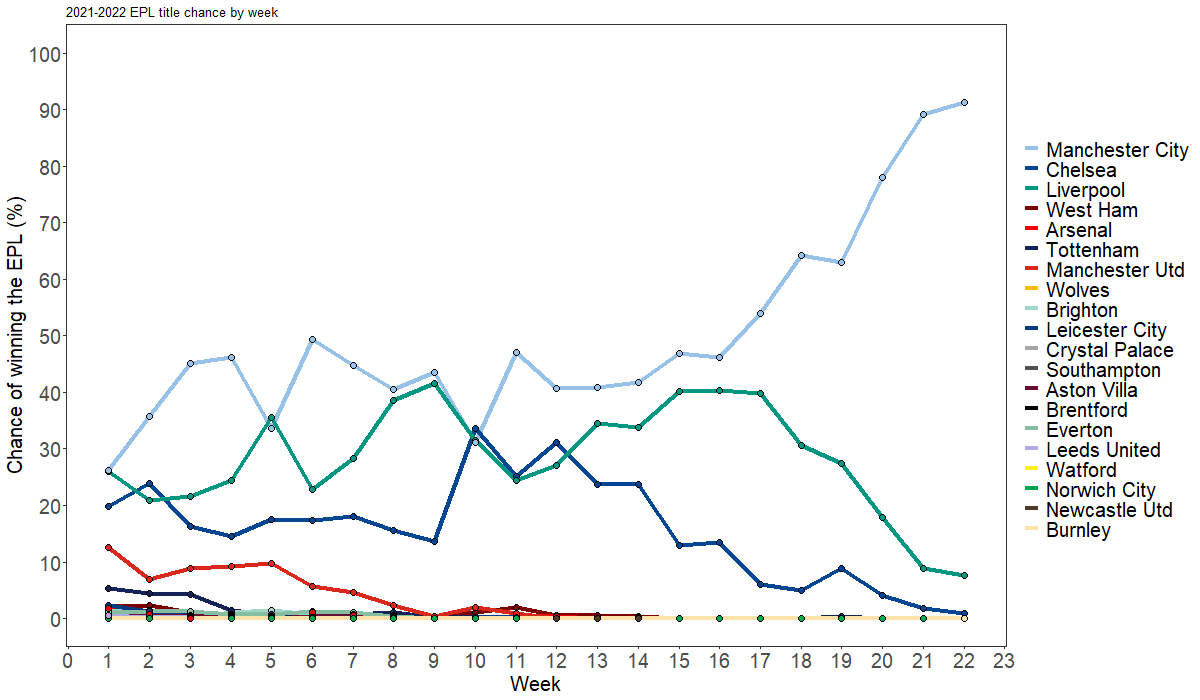 2021-2022 EPL title chance by week
100
90
80
70
60
50
40
30
20
10
0
Chance of winning the EPL (%)
0 1 2 3 4 5 6 7 8 9 10 11 12 13 14 15 16 17 18 19 20 21 22 23
Week
Manchester City
Chelsea
Liverpool
West Ham
Arsenal
Tottenham
Manchester Utd
Wolves
Brighton
Leicester City
Crystal Palace
Southampton
Aston Villa
Brentford
Everton
Leeds United
Watford
Norwich City
Newcastle Utd
Burnley